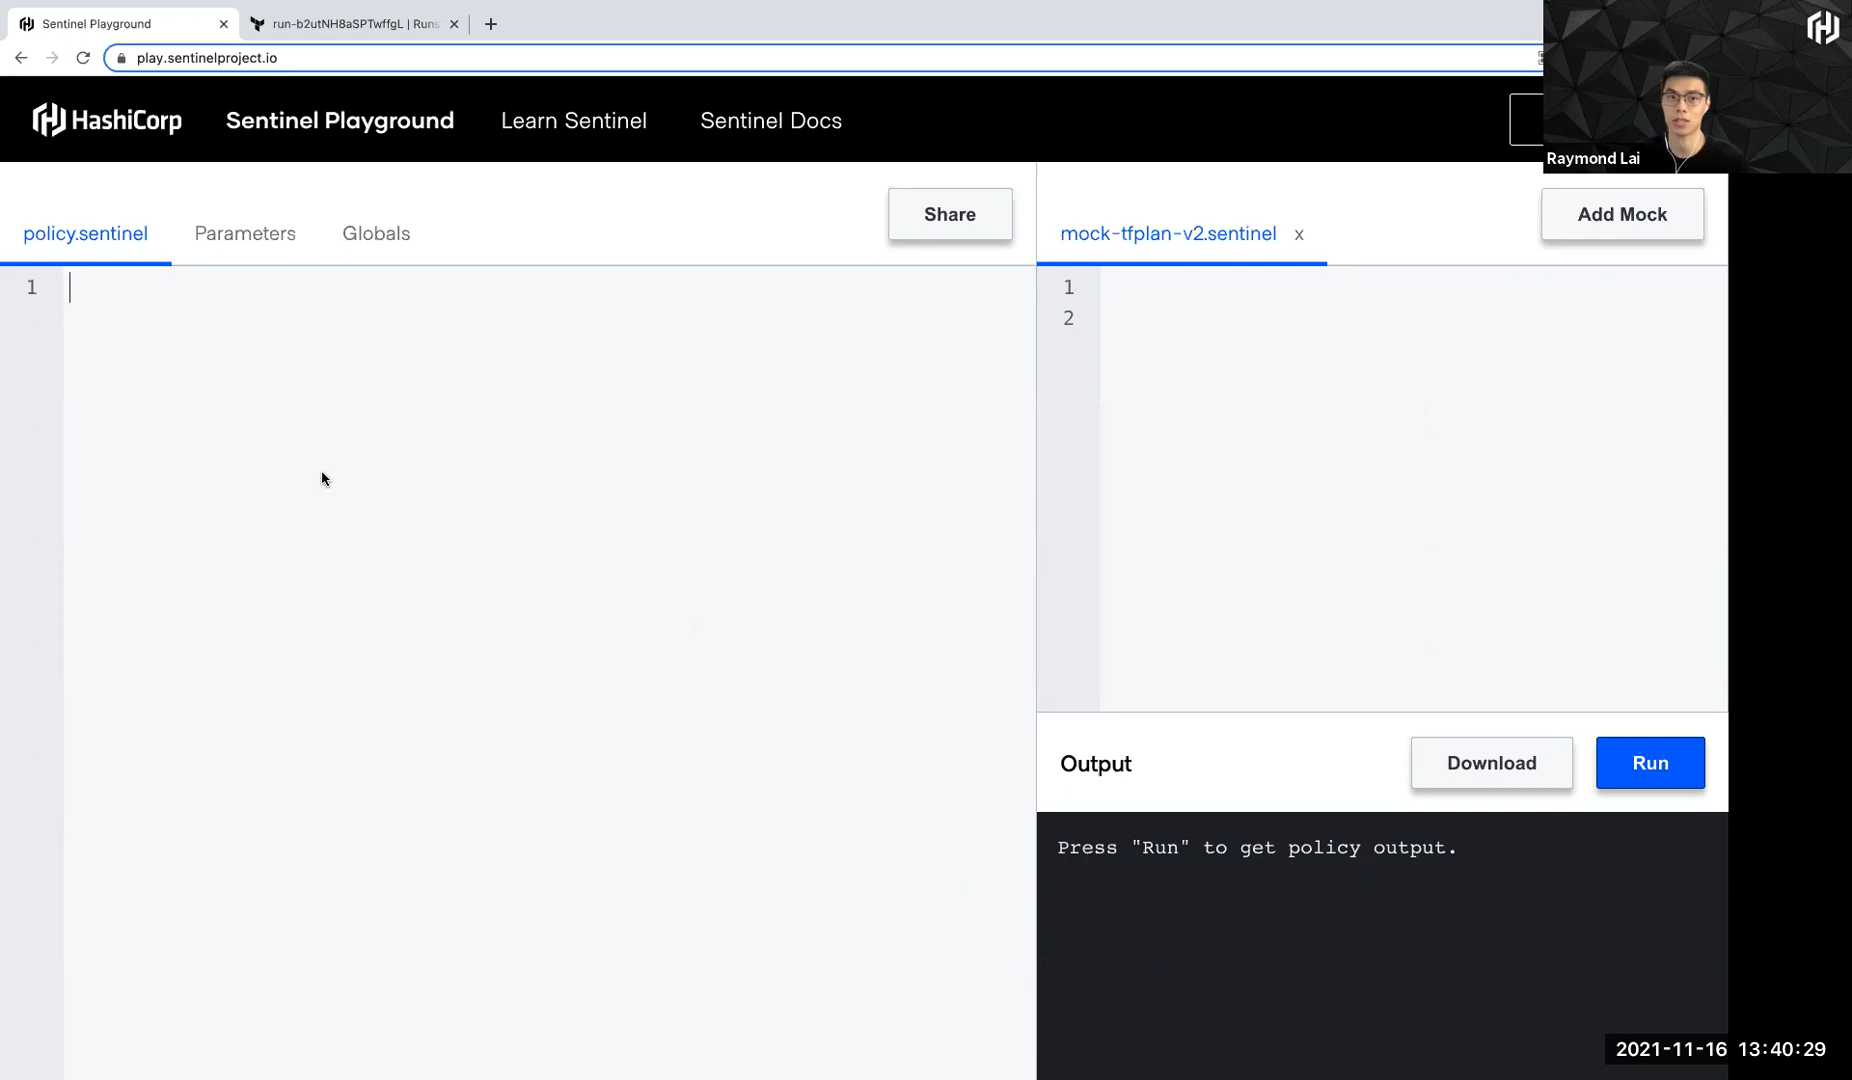 Sentinel Playground
run-b2utNH8aSPTwffgL | Runs
play.sentinelproject.io
HashiCorp
Sentinel Playground
Learn Sentinel
Sentinel Docs
Raymond Lai
policy.sentinel
Parameters
Globals
Share
mock-tfplan-v2.sentinel x
Add Mock
1
1
2
Output
Download
Run
Press "Run" to get policy output.
2021-11-16 13:40:29